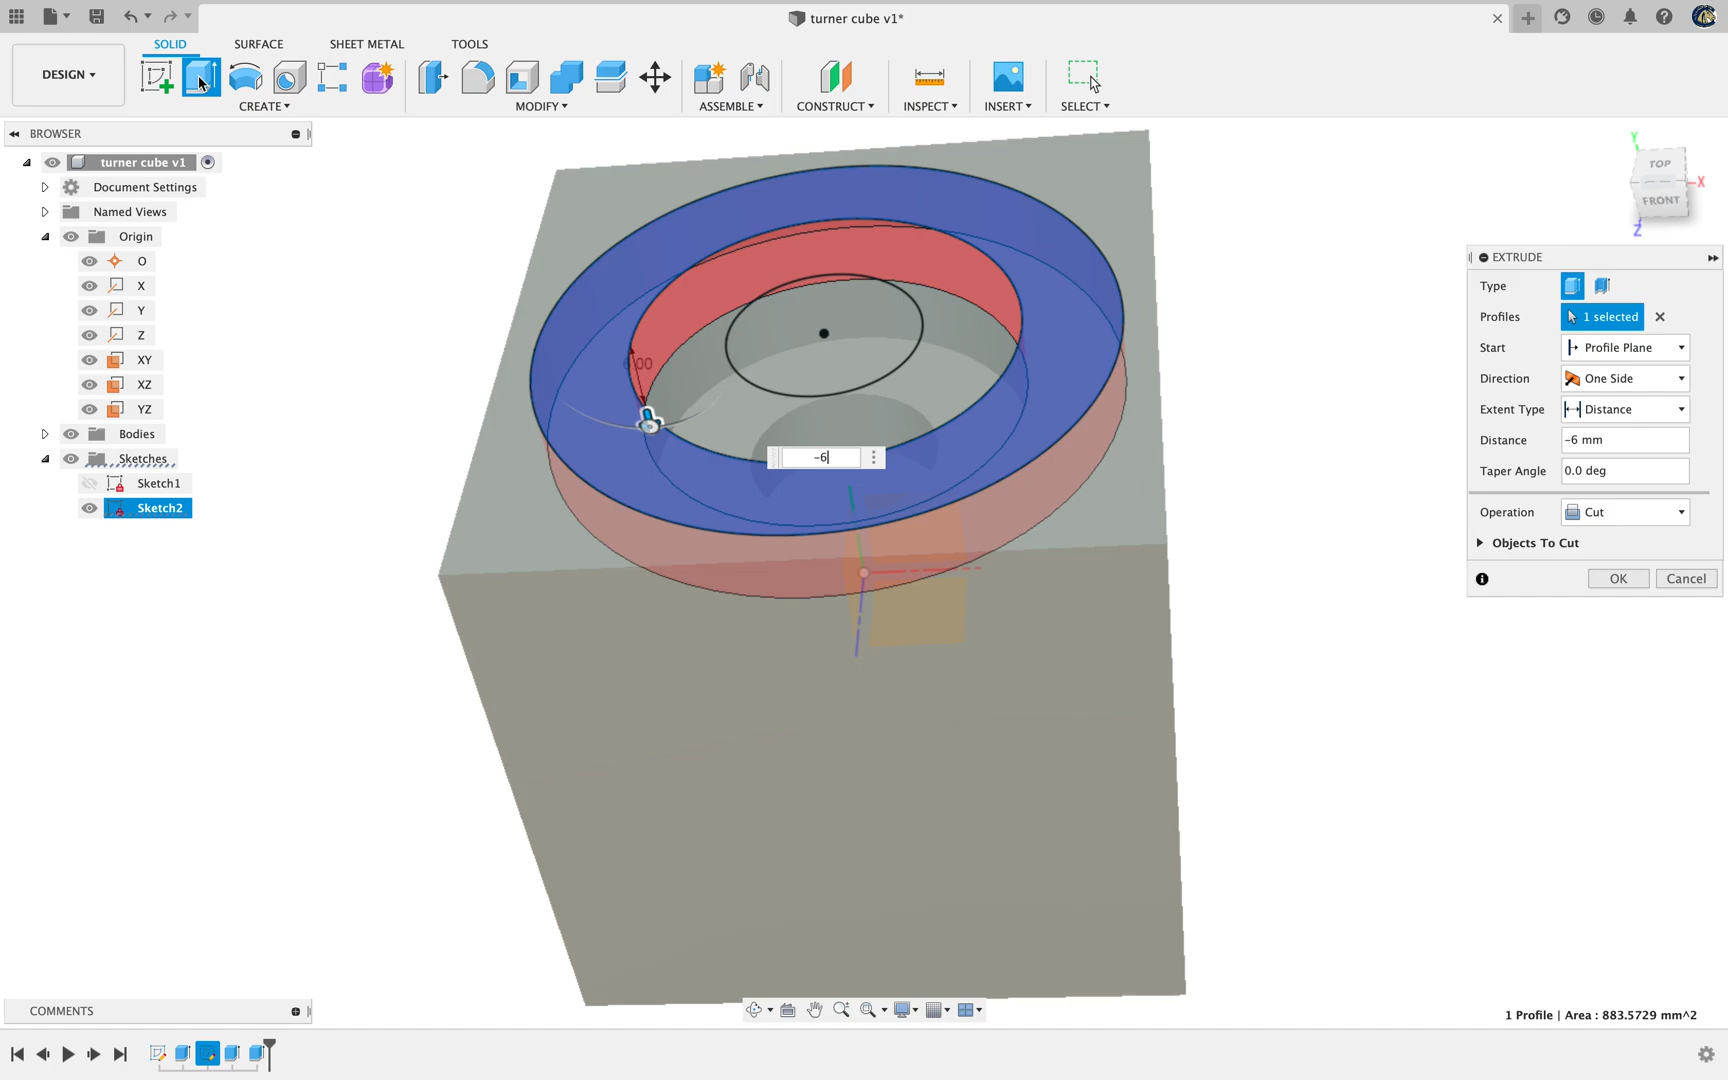 turner cube v1*
SOLID
SURFACE
SHEET METAL
TOOLS
DESIGN
CREATE
MODIFY
ASSEMBLE
CONSTRUCT
INSPECT
INSERT
SELECT
BROWSER
turner cube v1
Document Settings
Named Views
Origin
O
X
Y
Z
XY
XZ
YZ
Bodies
Sketches
Sketch1
Sketch2
6.00
-6
Y
TOP
X
FRONT
Z
EXTRUDE
Type
Profiles 1 selected
Start Profile Plane
Direction One Side
Extent Type Distance
Distance -6 mm
Taper Angle 0.0 deg
Operation Cut
Objects To Cut
OK Cancel
COMMENTS
1 Profile | Area : 883.5729 mm^2